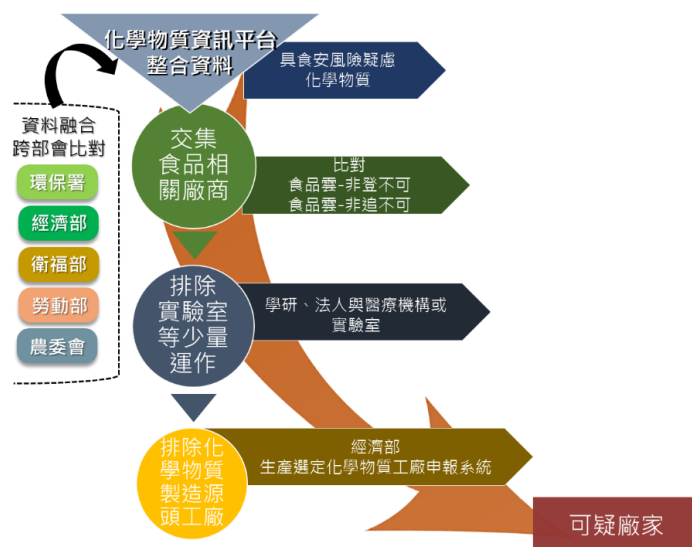 化學物質資訊平台
整合資料
具食安風險疑慮
化學物質
資料融合
跨部會比對
環保署
經濟部
衛福部
勞動部
農委會
交集
食品相
關廠商
比對
食品雲-非登不可
食品雲-非追不可
排除
實驗室
等少量
運作
學研、法人與醫療機構或
實驗室
排除化
學物質
製造源
頭工廠
經濟部
生產選定化學物質工廠申報系統
可疑廠家